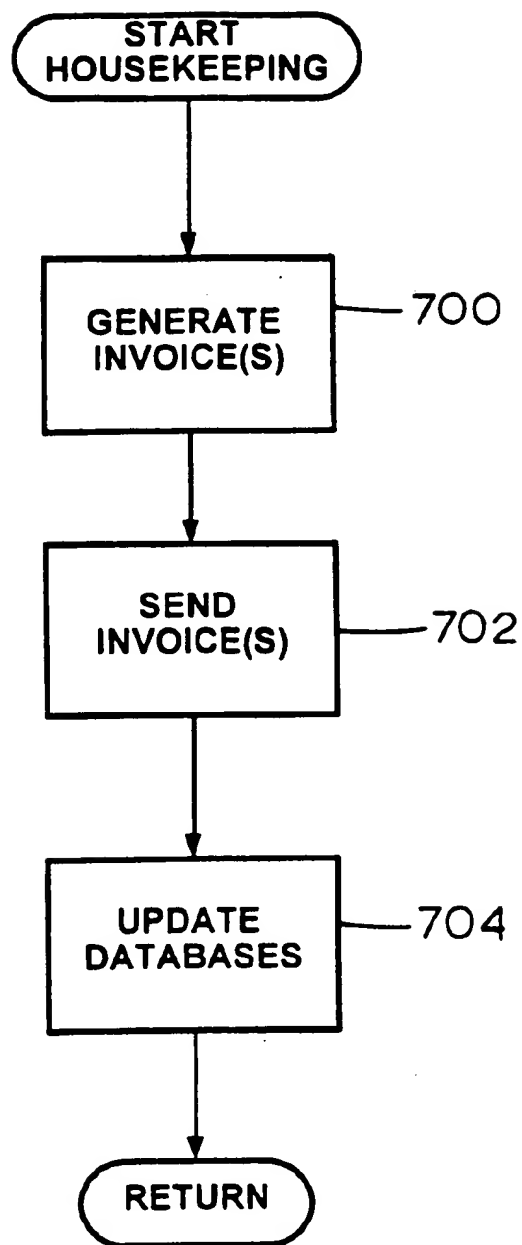 START
HOUSEKEEPING
GENERATE
INVOICE(S)
700
SEND
INVOICE(S)
702
UPDATE
DATABASES
704
RETURN